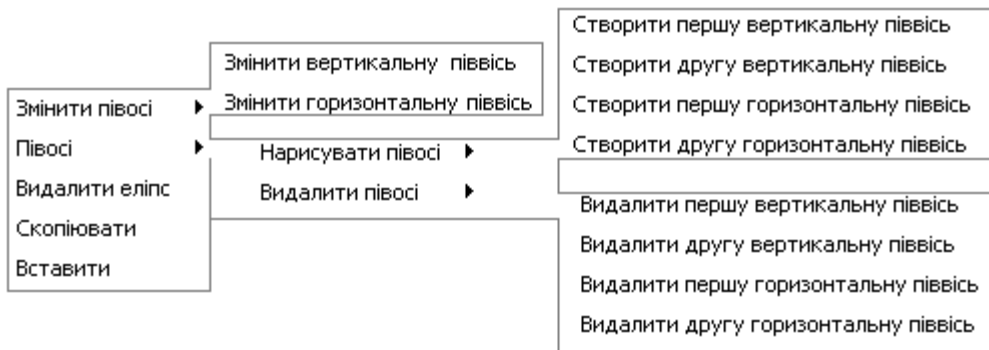 Змінити півосі
Півосі
Видалити еліпс
Скопіювати
Вставити
Змінити вертикальну піввісь
Змінити горизонтальну піввісь
Нарисувати півосі
Видалити півосі
Створити першу вертикальну піввісь
Створити другу вертикальну піввісь
Створити першу горизонтальну піввісь
Створити другу горизонтальну піввісь
Видалити першу вертикальну піввісь
Видалити другу вертикальну піввісь
Видалити першу горизонтальну піввісь
Видалити другу горизонтальну піввісь